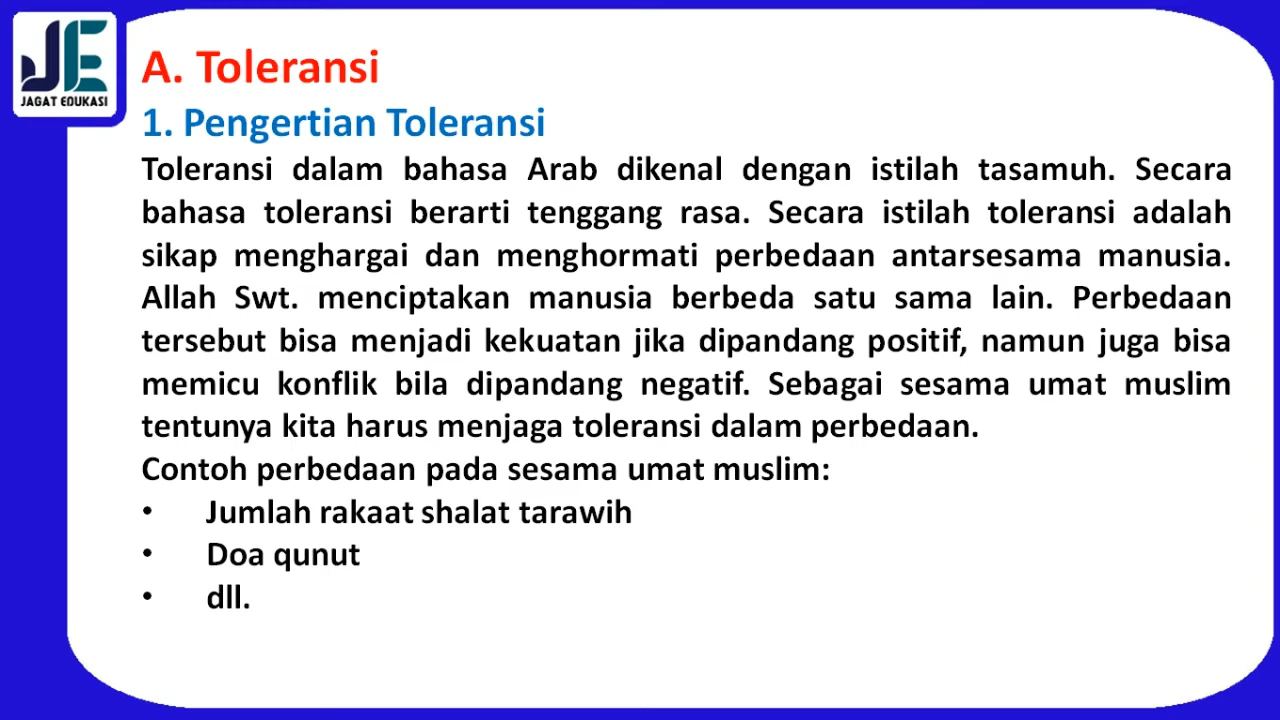 JE
JAGAT EDUKASI
A. Toleransi
1. Pengertian Toleransi
Toleransi dalam bahasa Arab dikenal dengan istilah tasamuh. Secara
bahasa toleransi berarti tenggang rasa. Secara istilah toleransi adalah
sikap menghargai dan menghormati perbedaan antarsesama manusia.
Allah Swt. menciptakan manusia berbeda satu sama lain. Perbedaan
tersebut bisa menjadi kekuatan jika dipandang positif, namun juga bisa
memicu konflik bila dipandang negatif. Sebagai sesama umat muslim
tentunya kita harus menjaga toleransi dalam perbedaan.
Contoh perbedaan pada sesama umat muslim:
• Jumlah rakaat shalat tarawih
• Doa qunut
• dll.